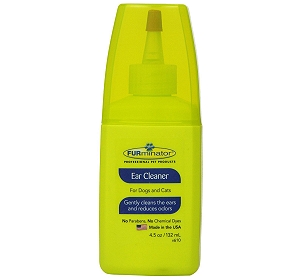 FURminator®
PROFESSIONAL PET PRODUCTS
Ear Cleaner
For Dogs and Cats
Gently cleans the ears
and reduces odors
No Parabens, No Chemical Dyes
Made in the USA
4.5 oz/132 mL